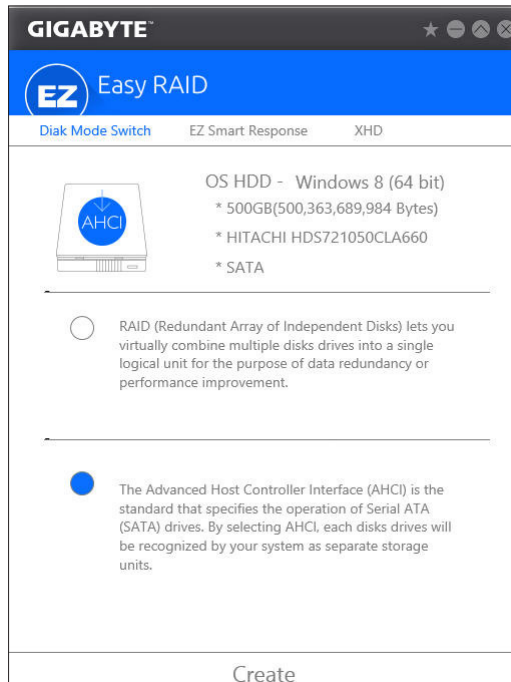 GIGABYTE™
EZ Easy RAID
Diak Mode Switch EZ Smart Response XHD
AHCI
OS HDD - Windows 8 (64 bit)
* 500GB(500,363,689,984 Bytes)
* HITACHI HDS721050CLA660
* SATA
RAID (Redundant Array of Independent Disks) lets you
virtually combine multiple disks drives into a single
logical unit for the purpose of data redundancy or
performance improvement.
The Advanced Host Controller Interface (AHCI) is the
standard that specifies the operation of Serial ATA
(SATA) drives. By selecting AHCI, each disks drives will
be recognized by your system as separate storage
units.
Create